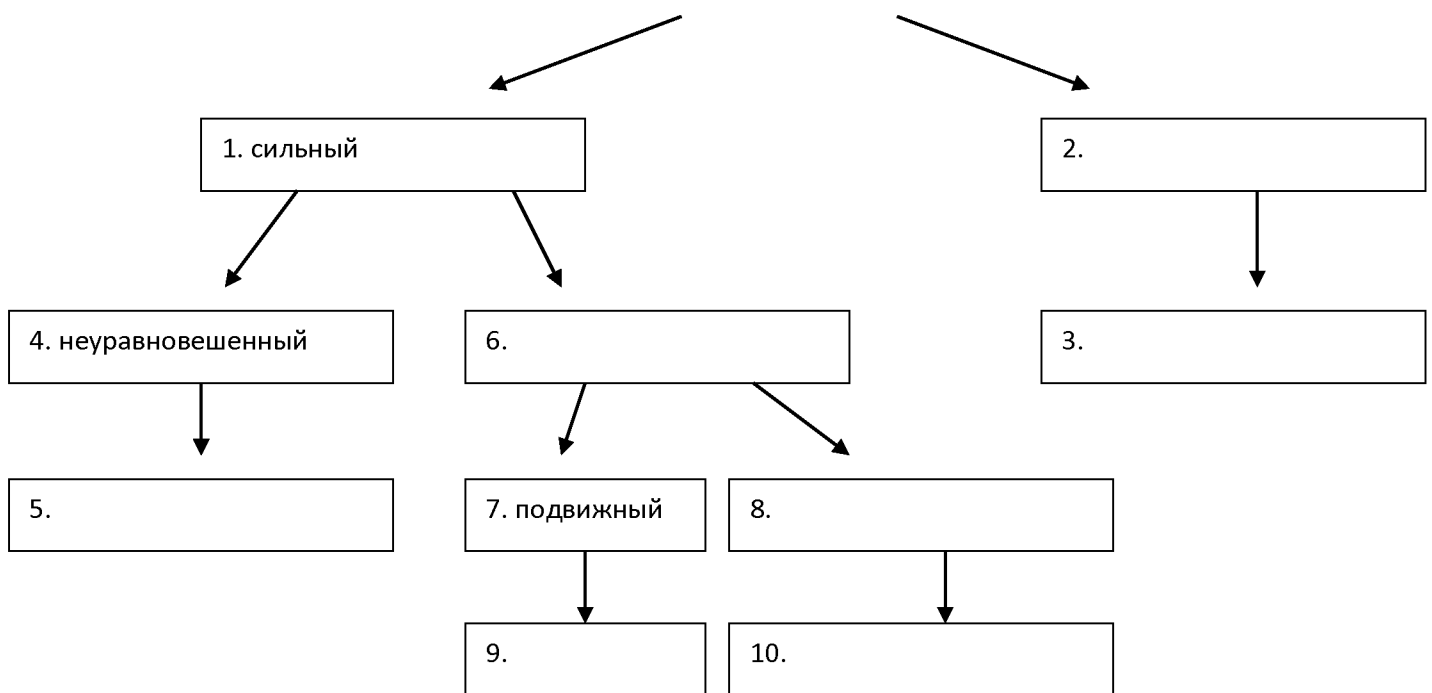 1. сильный
2.
4. неуравновешенный
6.
3.
5.
7. подвижный
8.
9.
10.